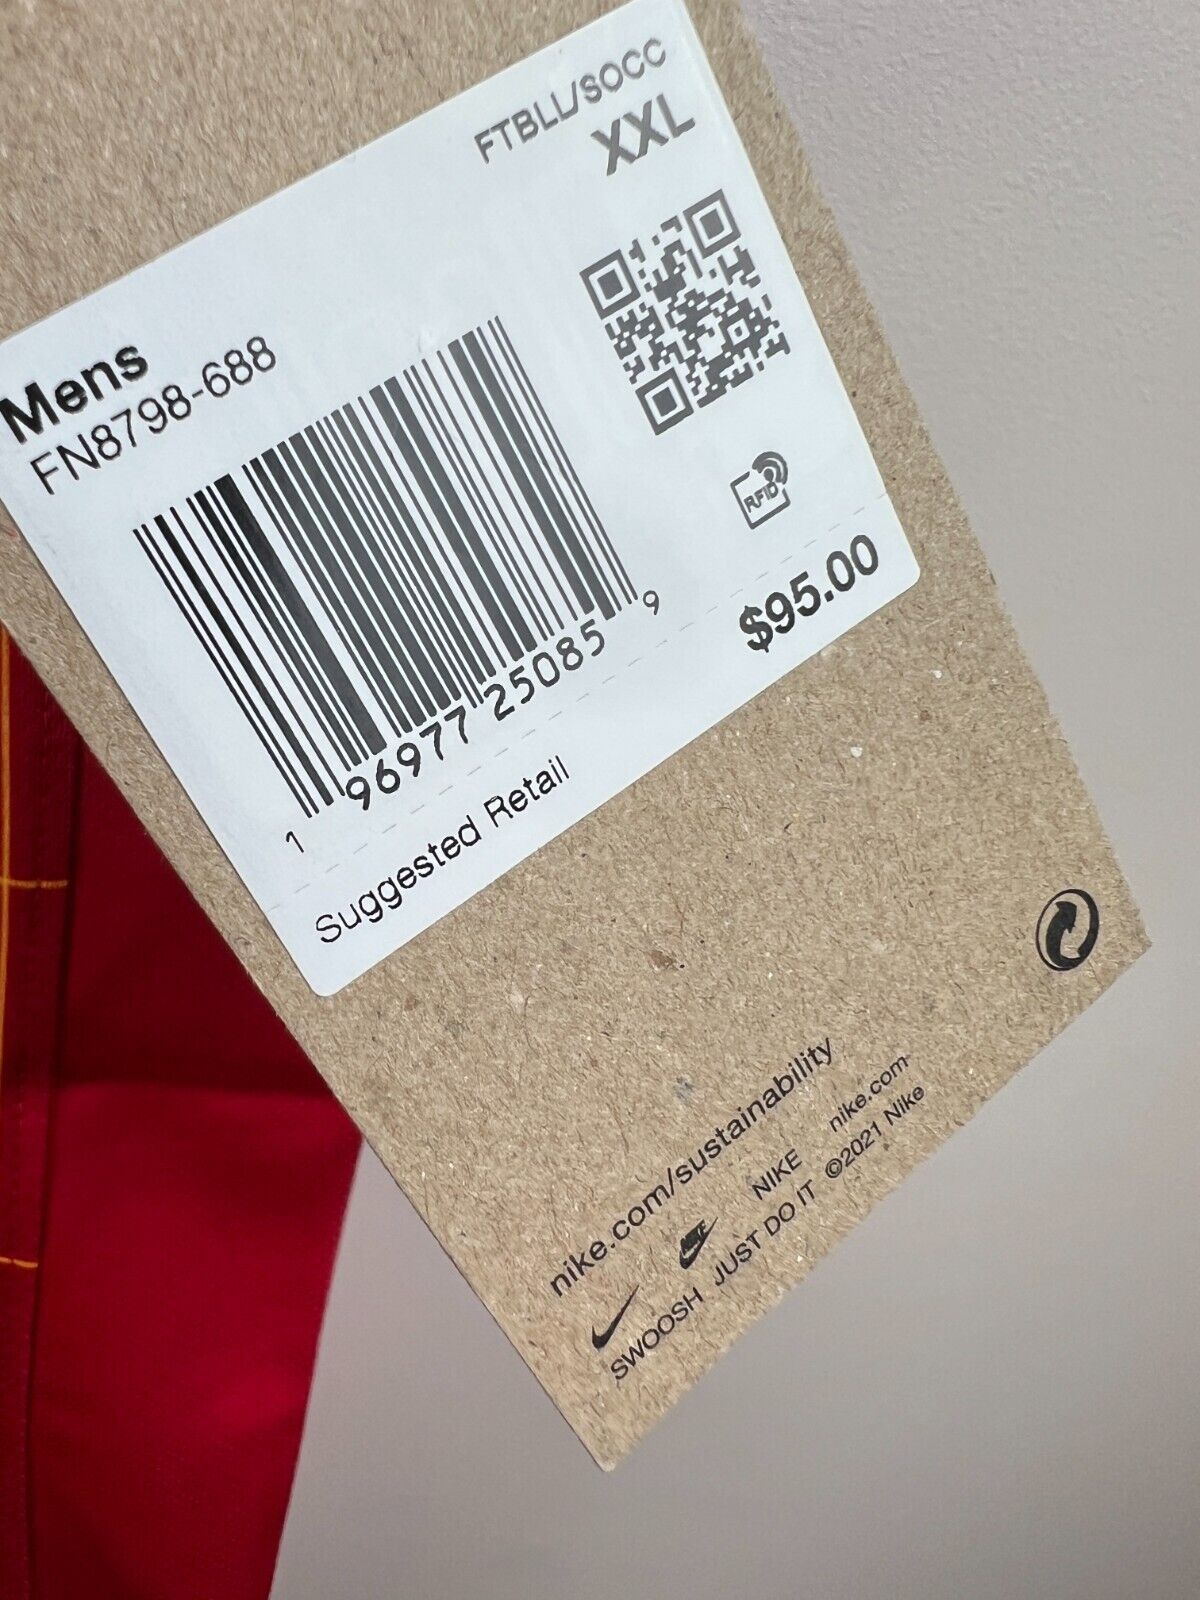 FTBLL/SOCC
XXL
Mens
FN8798-688
RFID
1 96977 25085 9
$95.00
Suggested Retail
nike.com/sustainability
NIKE nike.com
SWOOSH JUST DO IT ©2021 Nike